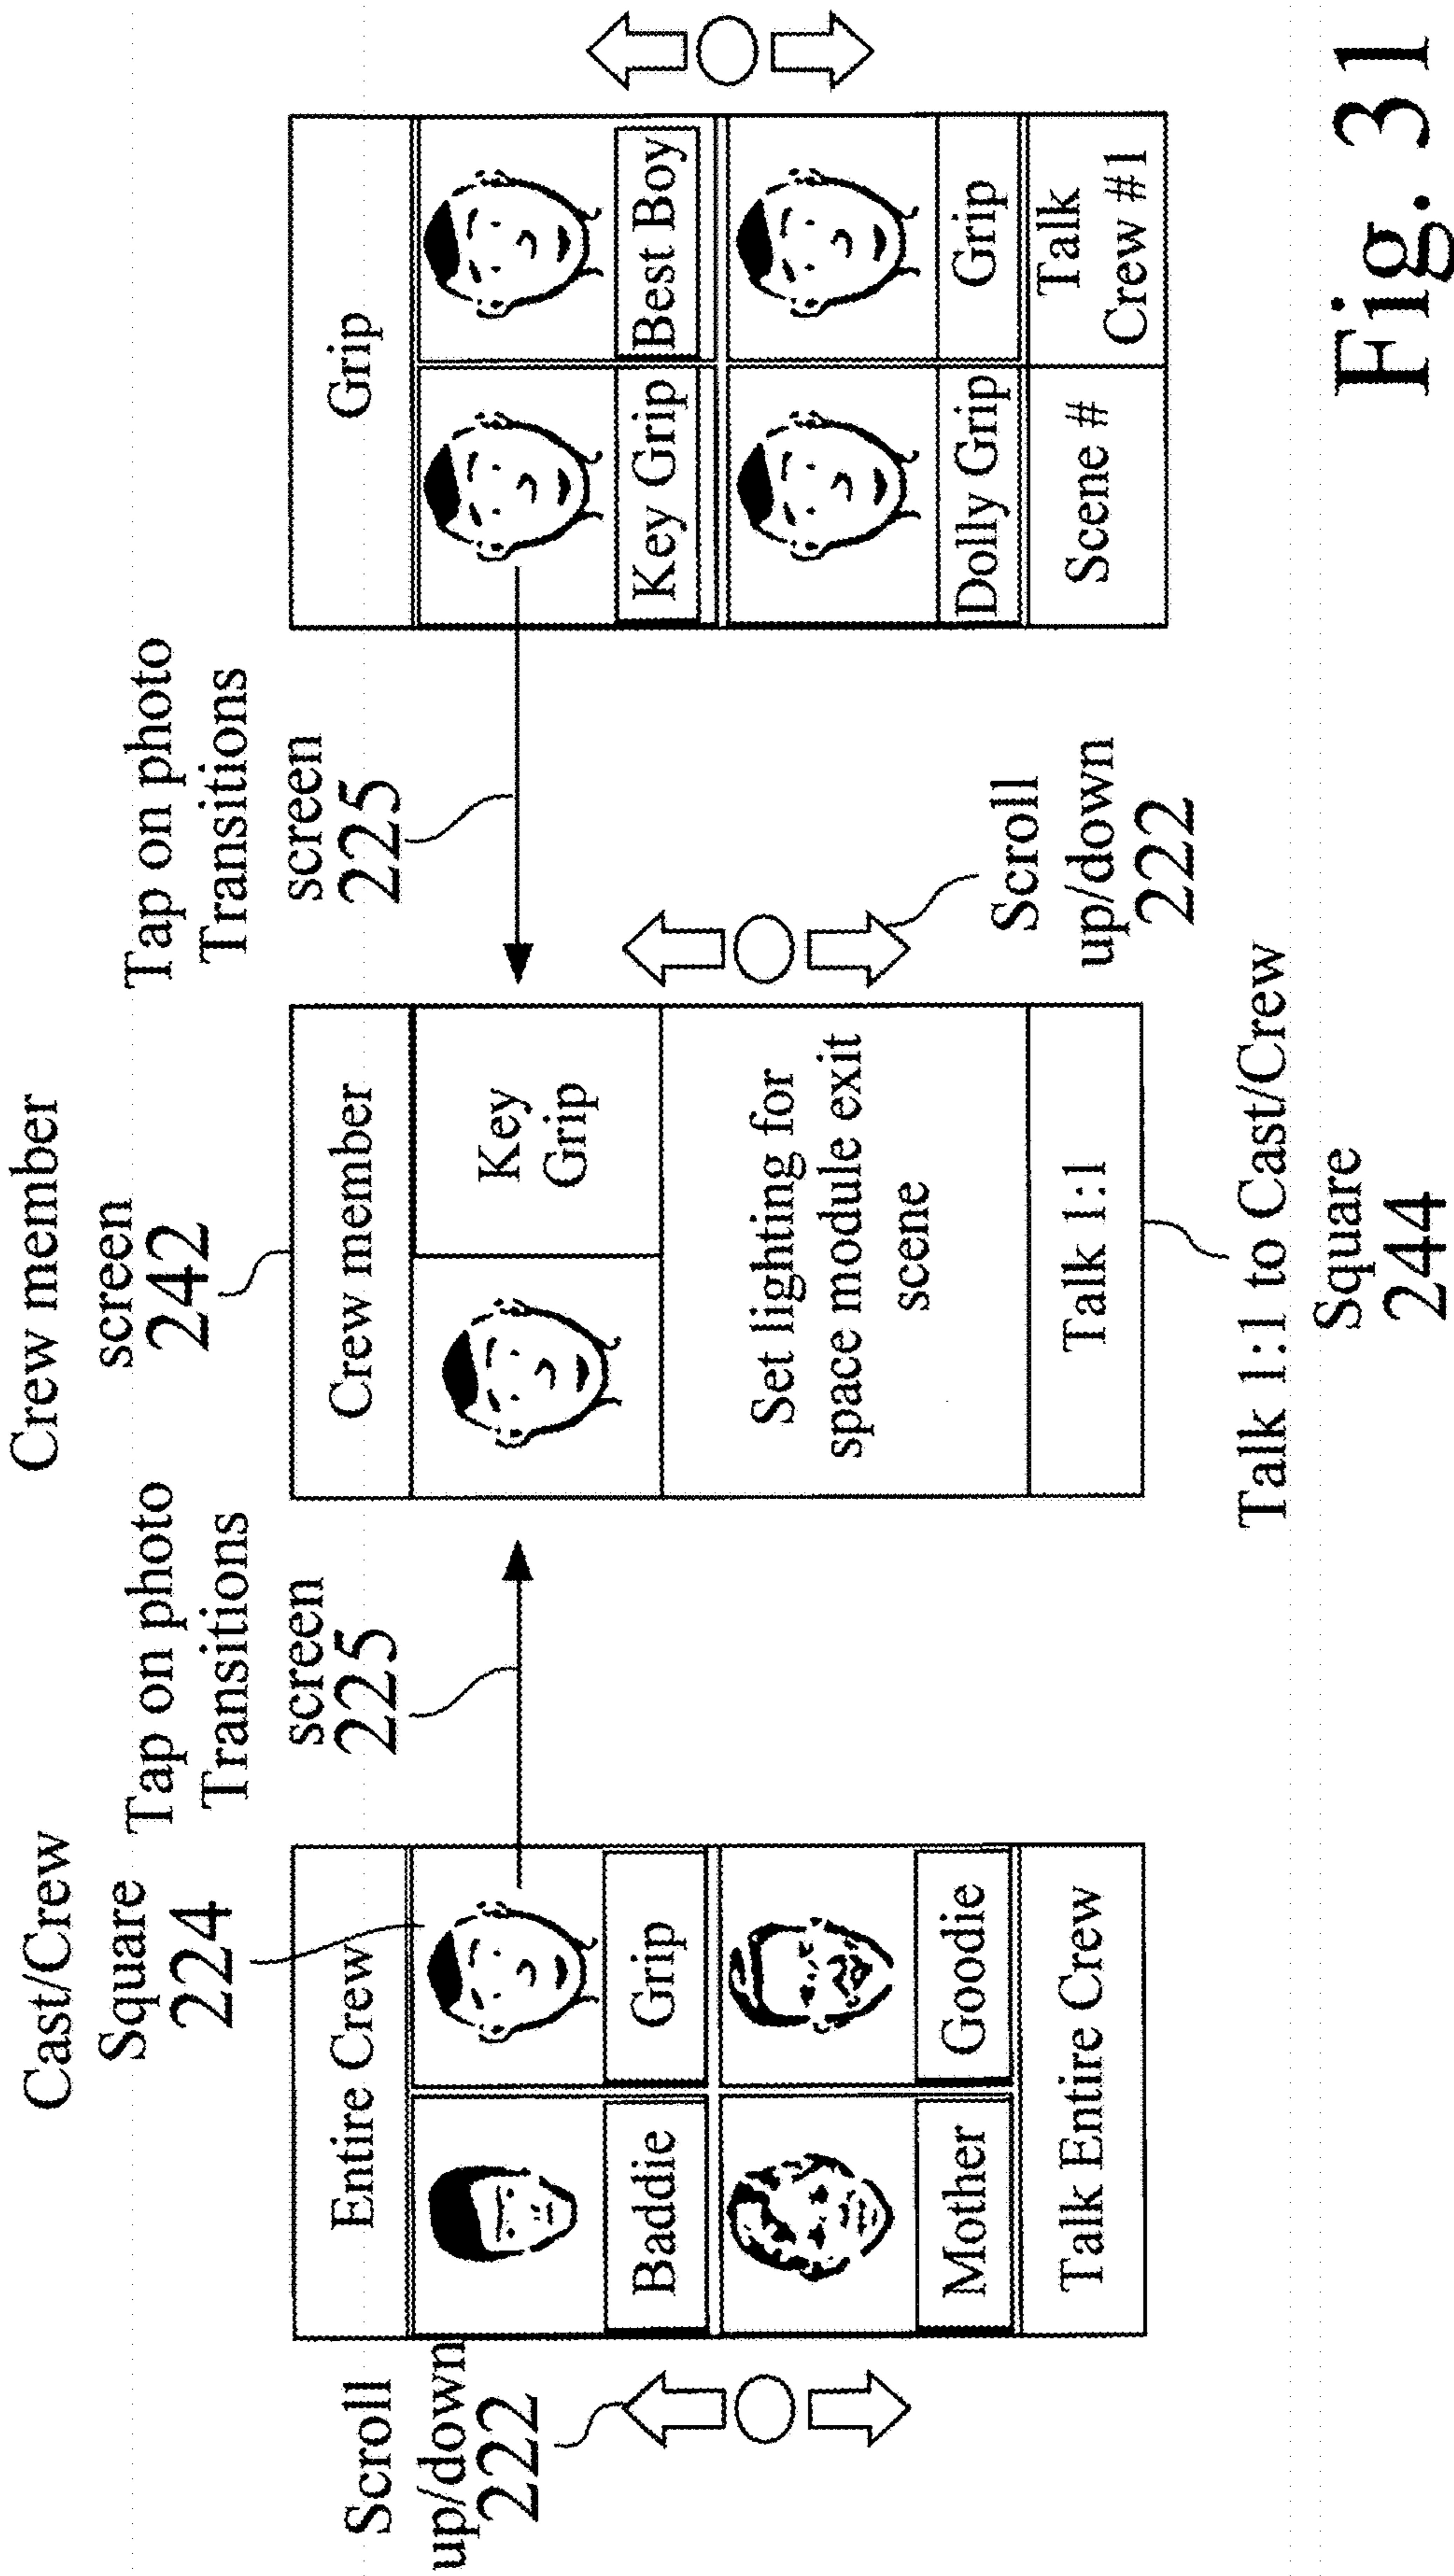 Cast/Crew
Square
224
Tap on photo
Transitions
screen
225
Crew member
screen
242
Tap on photo
Transitions
screen
225
Scroll
up/down
222
Entire Crew
Baddie
Grip
Mother
Goodie
Talk Entire Crew
Crew member
Key
Grip
Set lighting for
space module exit
scene
Talk 1:1
Scroll
up/down
222
Talk 1:1 to Cast/Crew
Square
244
Grip
Key Grip
Best Boy
Dolly Grip
Grip
Scene #
Talk
Crew #1
Fig. 31